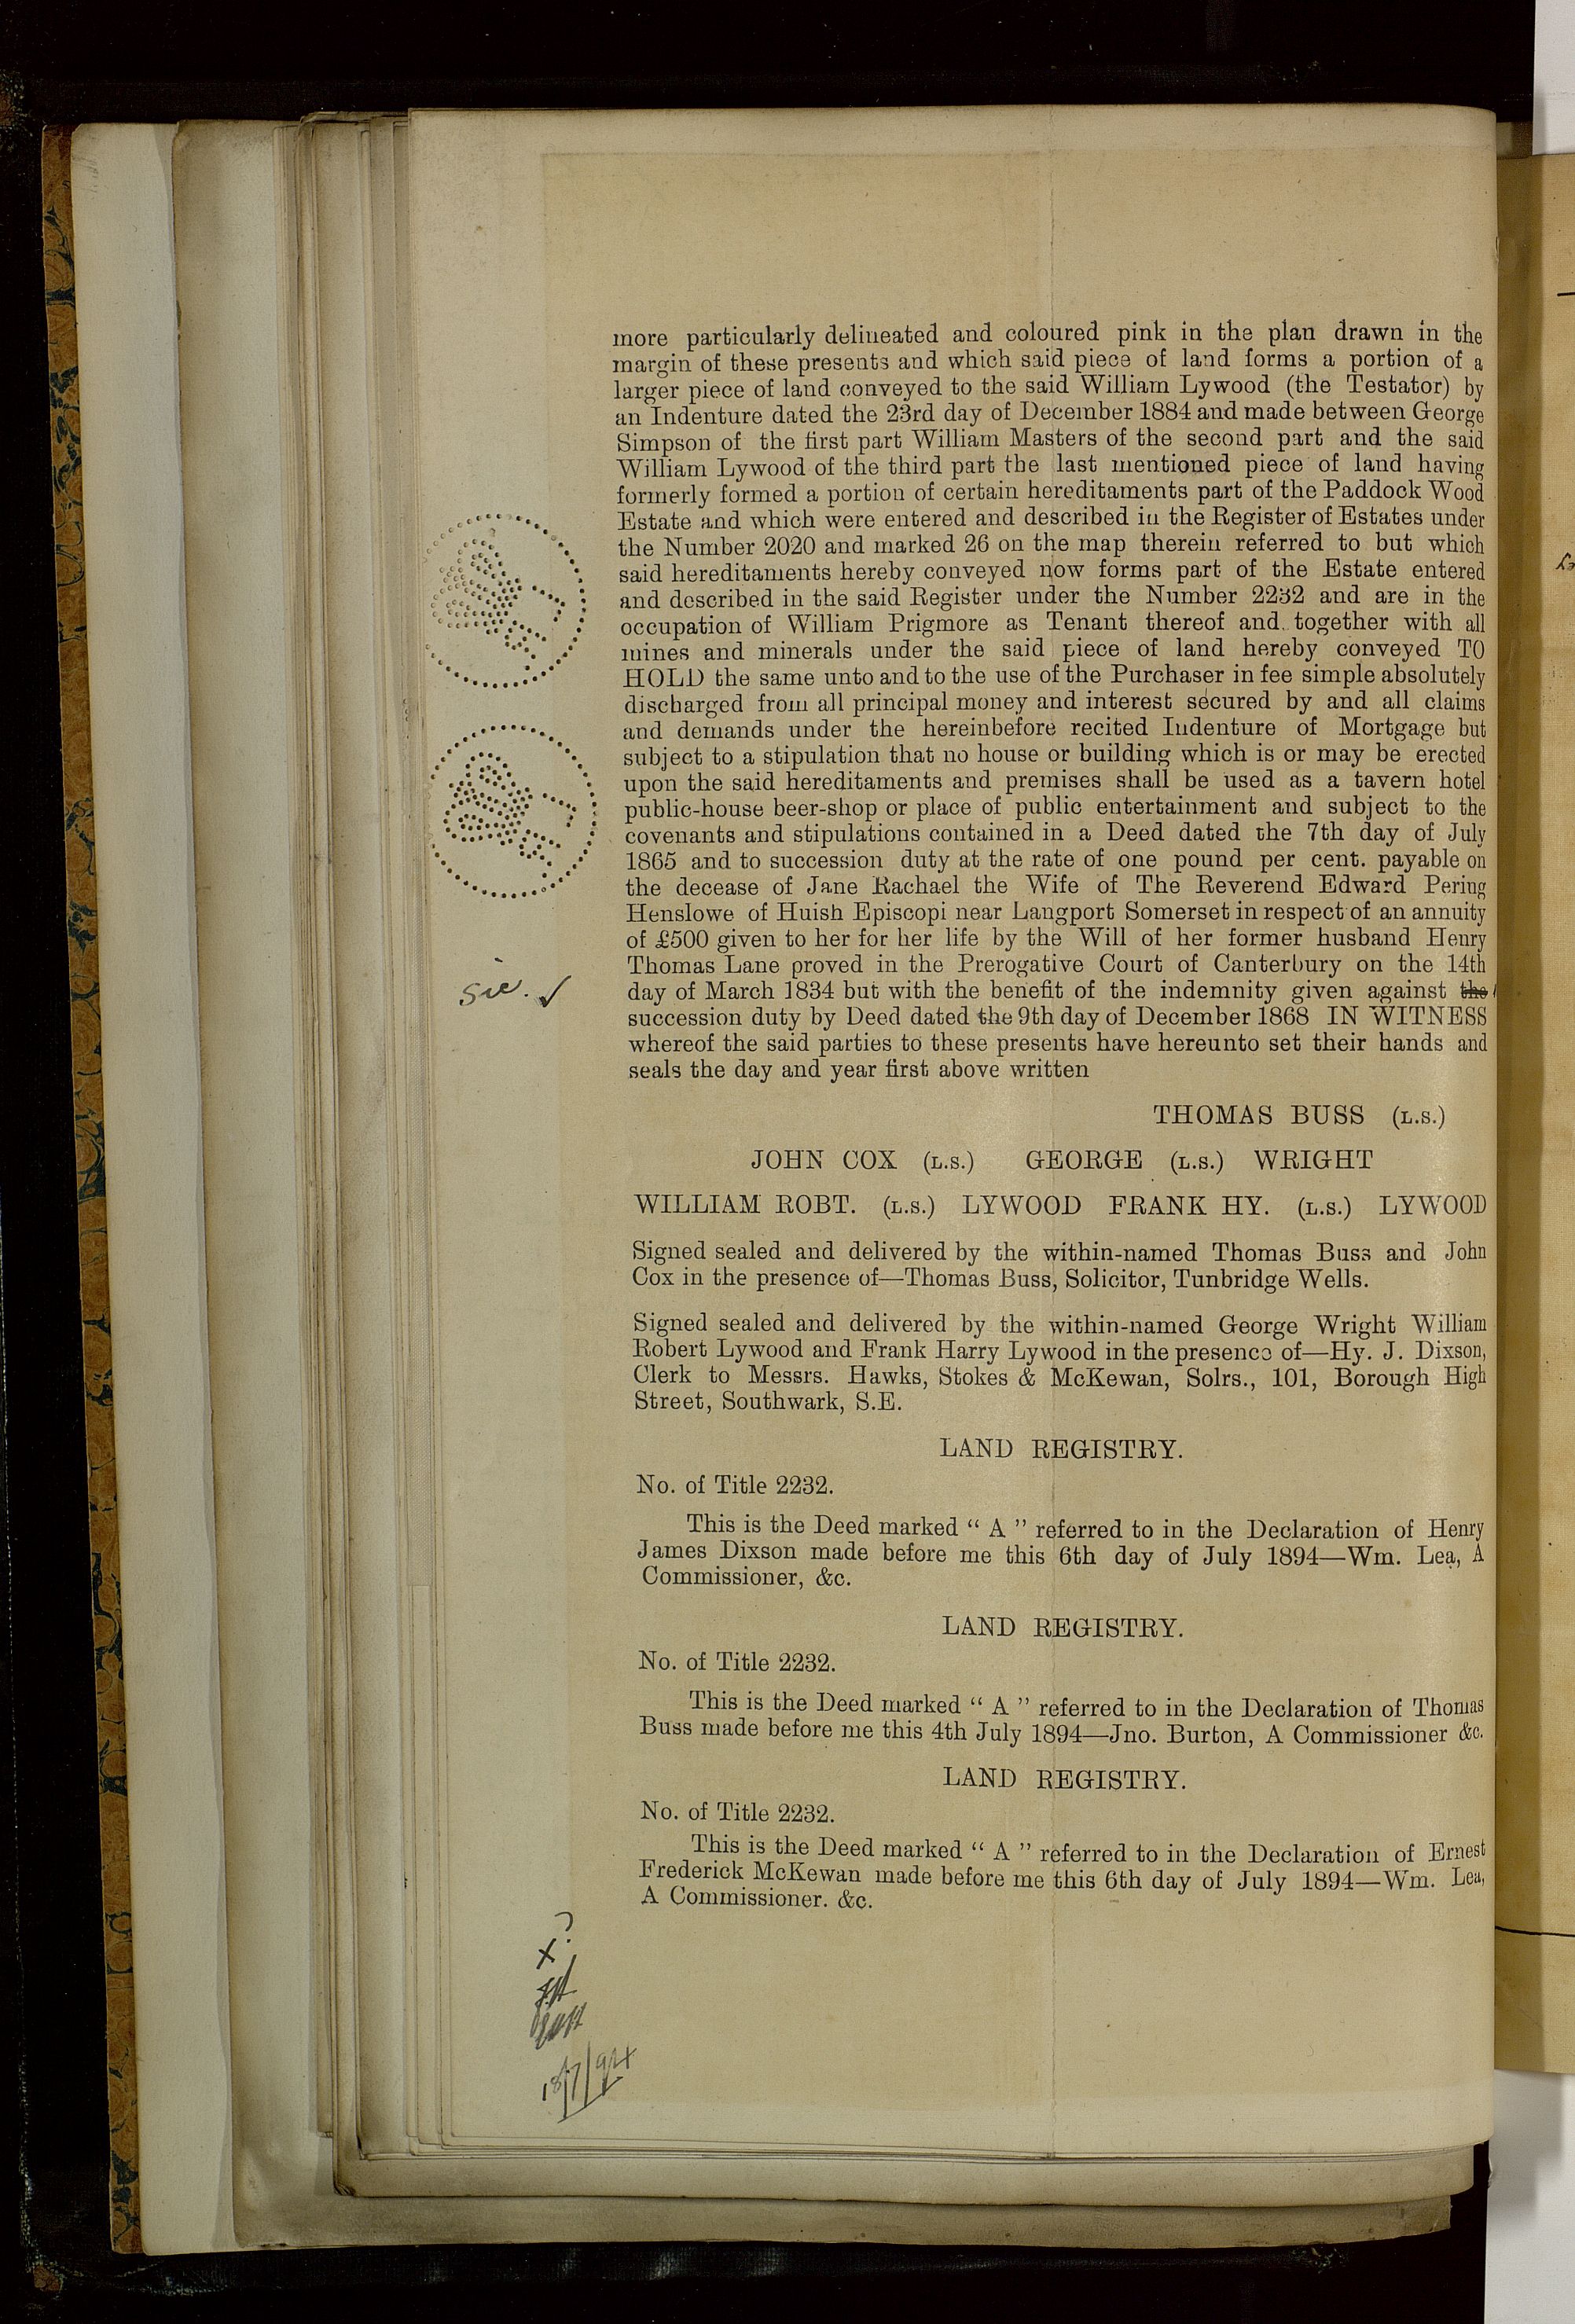 more particularly delineated and coloured pink in the plan drawn in the
margin of these presents and which said piece of land forms a portion of a
larger piece of land conveyed to the said William Lywood (the Testator) by
an Indenture dated the 23rd day of December 1884 and made between George
Simpson of the first part William Masters of the second part and the said
William Lywood of the third part the last mentioned piece of land having
formerly formed a portion of certain hereditaments part of the Paddock Wood
Estate and which were entered and described in the Register of Estates under
the Number 2020 and marked 26 on the map therein referred to but which
said hereditaments hereby conveyed now forms part of the Estate entered
and described in the said Register under the Number 2232 and are in the
occupation of William Prigmore as Tenant thereof and together with all
mines and minerals under the said piece of land hereby conveyed TO
HOLD the same unto and to the use of the Purchaser in fee simple absolutely
discharged from all principal money and interest secured by and all claims
and demands under the hereinbefore recited Indenture of Mortgage but
subject to a stipulation that no house or building which is or may be erected
upon the said hereditaments and premises shall be used as a tavern hotel
public-house beer-shop or place of public entertainment and subject to the
covenants and stipulations contained in a Deed dated the 7th day of July
1865 and to succession duty at the rate of one pound per cent. payable on
the decease of Jane Rachael the Wife of The Reverend Edward Pering
Henslowe of Huish Episcopi near Langport Somerset in respect of an annuity
of £500 given to her for her life by the Will of her former husband Henry
Thomas Lane proved in the Prerogative Court of Canterbury on the 14th
sic. ✓
day of March 1834 but with the benefit of the indemnity given against the
succession duty by Deed dated the 9th day of December 1868 IN WITNESS
whereof the said parties to these presents have hereunto set their hands and
seals the day and year first above written
THOMAS BUSS (L.S.)
JOHN COX (L.S.) GEORGE (L.S.) WRIGHT
WILLIAM ROBT. (L.S.) LYWOOD FRANK HY. (L.S.) LYWOOD
Signed sealed and delivered by the within-named Thomas Buss and John
Cox in the presence of—Thomas Buss, Solicitor, Tunbridge Wells.
Signed sealed and delivered by the within-named George Wright William
Robert Lywood and Frank Harry Lywood in the presence of—Hy. J. Dixson,
Clerk to Messrs. Hawks, Stokes & McKewan, Solrs., 101, Borough High
Street, Southwark, S.E.
LAND REGISTRY.
No. of Title 2232.
This is the Deed marked "A" referred to in the Declaration of Henry
James Dixson made before me this 6th day of July 1894—Wm. Lea, A
Commissioner, &c.
LAND REGISTRY.
No. of Title 2232.
This is the Deed marked "A" referred to in the Declaration of Thomas
Buss made before me this 4th July 1894—Jno. Burton, A Commissioner &c.
LAND REGISTRY.
No. of Title 2232.
This is the Deed marked "A" referred to in the Declaration of Ernest
Frederick McKewan made before me this 6th day of July 1894—Wm. Lea,
A Commissioner. &c.
?
X
18/7/94